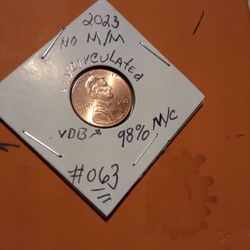 2023
NO M/M
UNCIRCULATED
VDB
98% M/C
#063